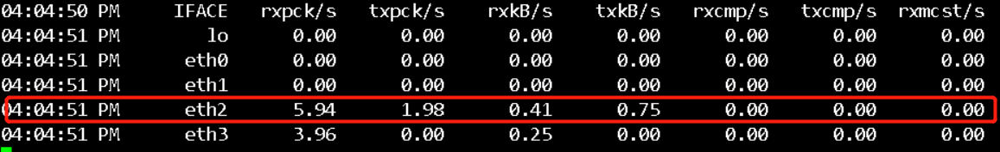 04:04:50 PM IFACE rxpck/s txpck/s rxkB/s txkB/s rxcmp/s txcmp/s rxmcst/s
04:04:51 PM lo 0.00 0.00 0.00 0.00 0.00 0.00 0.00
04:04:51 PM eth0 0.00 0.00 0.00 0.00 0.00 0.00 0.00
04:04:51 PM eth1 0.00 0.00 0.00 0.00 0.00 0.00 0.00
04:04:51 PM eth2 5.94 1.98 0.41 0.75 0.00 0.00 0.00
04:04:51 PM eth3 3.96 0.00 0.25 0.00 0.00 0.00 0.00